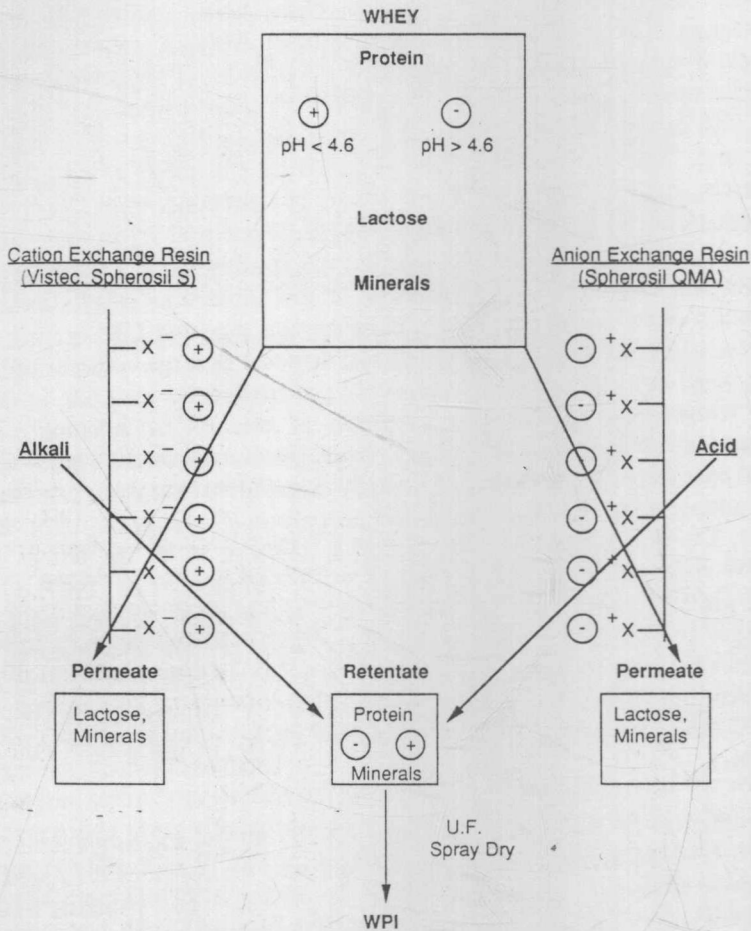 WHEY
Protein
+
-
pH < 4.6
pH > 4.6
Lactose
Minerals
Cation Exchange Resin
(Vistec, Spherosil S)
Anion Exchange Resin
(Spherosil QMA)
X - +
- + X
X - +
- + X
Alkali
X - +
- + X
Acid
X - +
- + X
X - +
- + X
X - +
- + X
Permeate
Lactose,
Minerals
Retentate
Protein
- +
Minerals
Permeate
Lactose,
Minerals
U.F.
Spray Dry
WPI